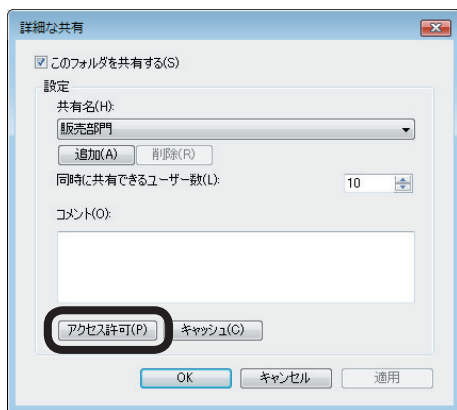 詳細な共有
このフォルダを共有する(S)
設定
共有名(H):
販売部門
追加(A) 削除(R)
同時に共有できるユーザー数(L): 10
コメント(O):
アクセス許可(P) キャッシュ(C)
OK キャンセル 適用